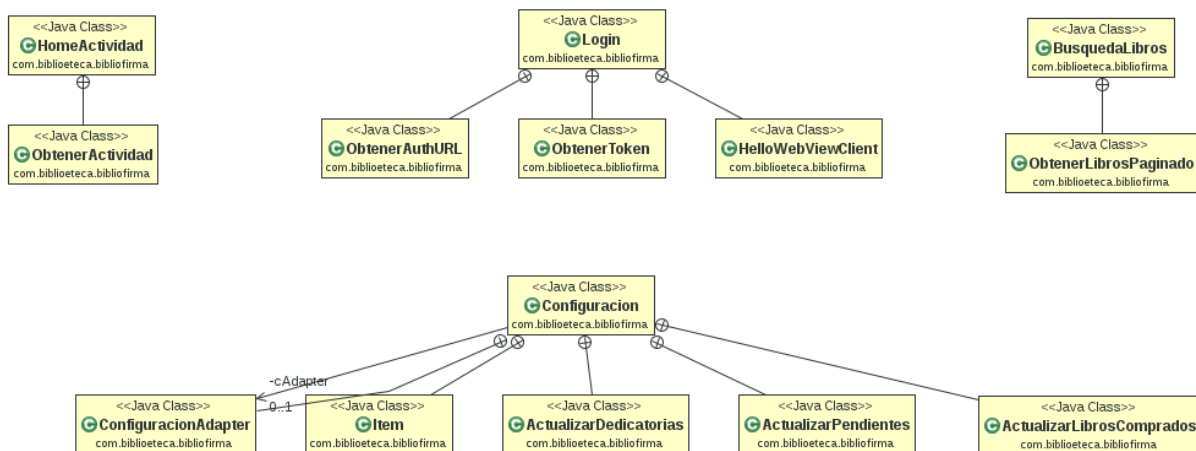 <<Java Class>>
HomeActividad
com.biblioeteca.bibliofirma
<<Java Class>>
Login
com.biblioeteca.bibliofirma
<<Java Class>>
BusquedaLibros
com.biblioeteca.bibliofirma
<<Java Class>>
ObtenerActividad
com.biblioeteca.bibliofirma
<<Java Class>>
ObtenerAuthURL
com.biblioeteca.bibliofirma
<<Java Class>>
ObtenerToken
com.biblioeteca.bibliofirma
<<Java Class>>
HelloWebViewClient
com.biblioeteca.bibliofirma
<<Java Class>>
ObtenerLibrosPaginado
com.biblioeteca.bibliofirma
<<Java Class>>
Configuracion
com.biblioeteca.bibliofirma
-cAdapter
0..1
<<Java Class>>
ConfiguracionAdapter
com.biblioeteca.bibliofirma
<<Java Class>>
Item
com.biblioeteca.bibliofirma
<<Java Class>>
ActualizarDedicatorias
com.biblioeteca.bibliofirma
<<Java Class>>
ActualizarPendientes
com.biblioeteca.bibliofirma
<<Java Class>>
ActualizarLibrosComprados
com.biblioeteca.bibliofirma